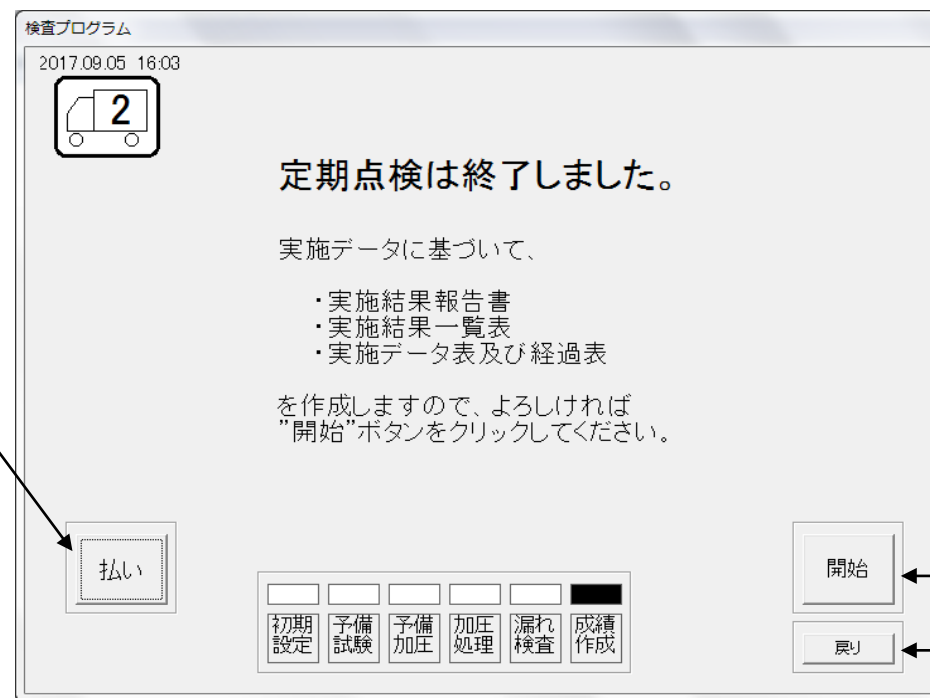 検査プログラム
2017.09.05 16:03
2
定期点検は終了しました。
実施データに基づいて、
・実施結果報告書
・実施結果一覧表
・実施データ表及び経過表
を作成しますので、よろしければ
”開始”ボタンをクリックしてください。
払い
開始
初期設定
予備試験
予備加圧
加圧処理
漏れ検査
成績作成
戻り